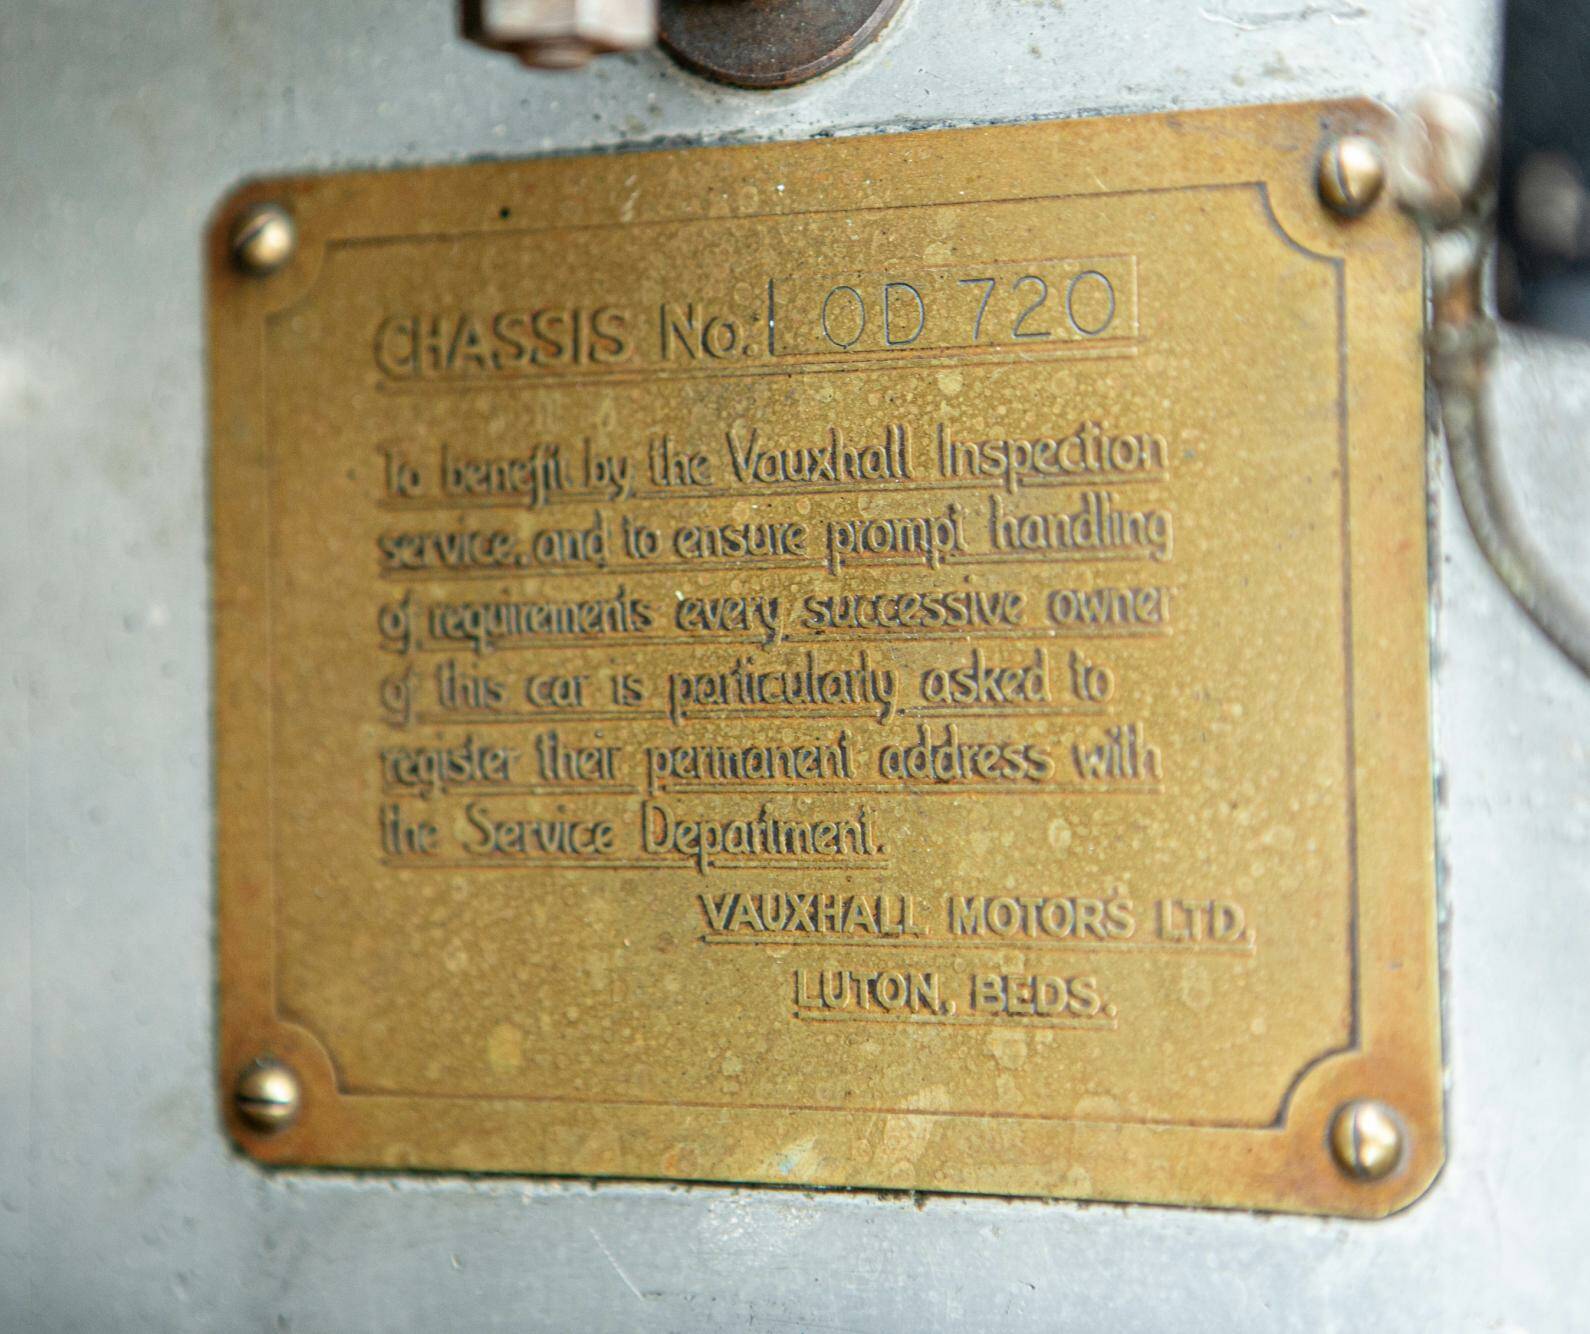 CHASSIS No. OD 720
To benefit by the Vauxhall Inspection
service, and to ensure prompt handling
of requirements every successive owner
of this car is particularly asked to
register their permanent address with
the Service Department.
VAUXHALL MOTORS LTD.
LUTON, BEDS.